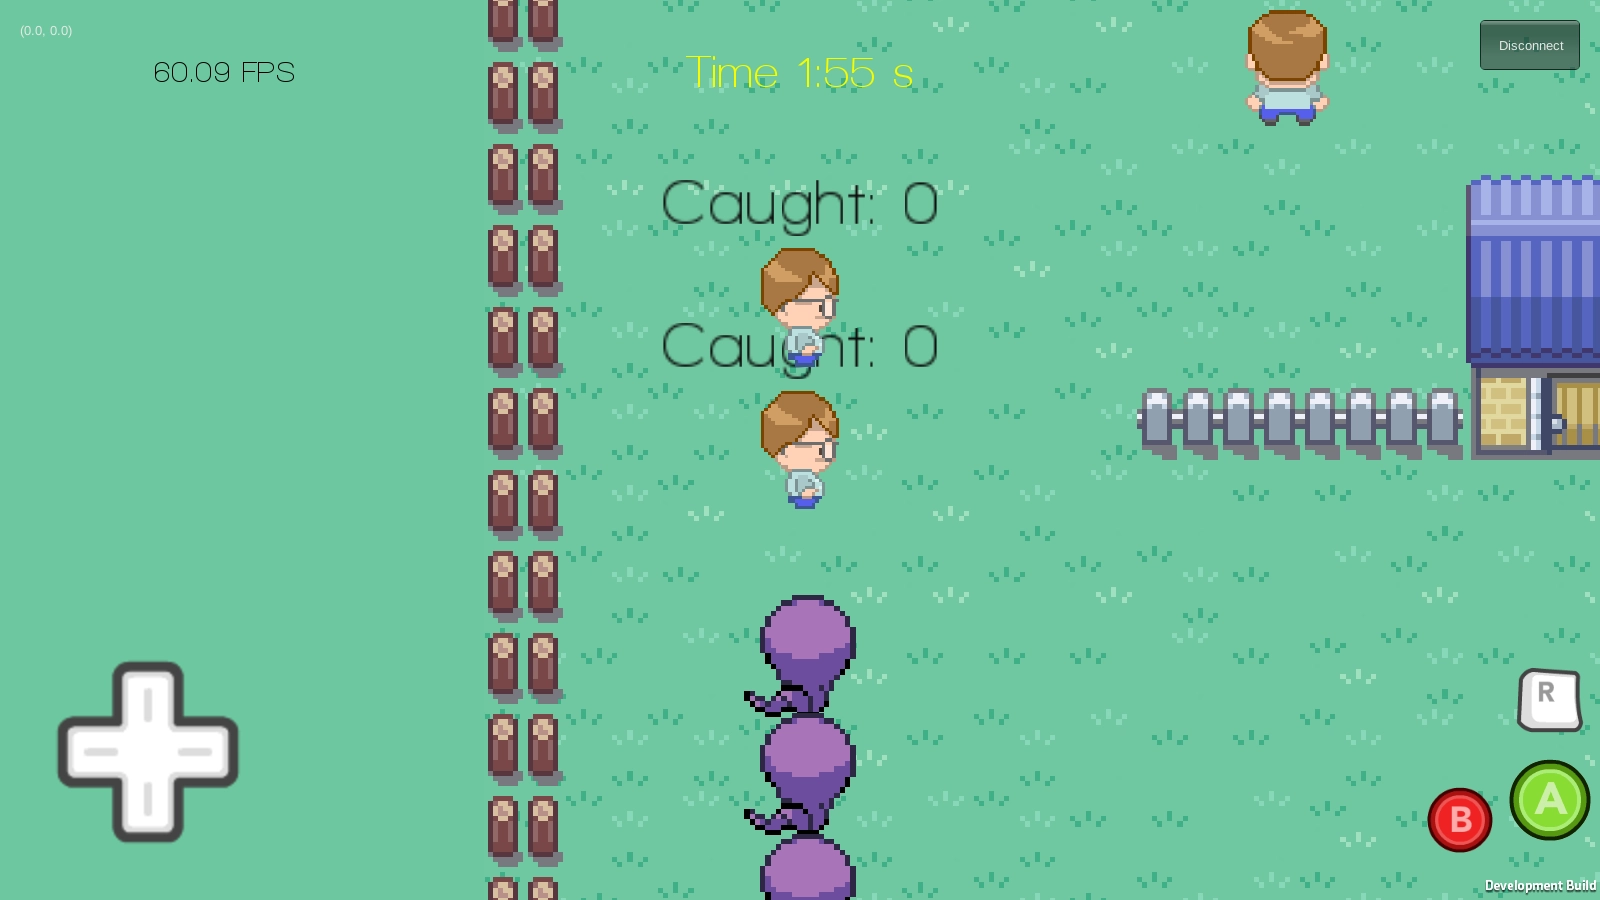 (0.0, 0.0)
Disconnect
60.09 FPS
Time 1:55 s
Caught: 0
Caught: 0
R
A
B
Development Build